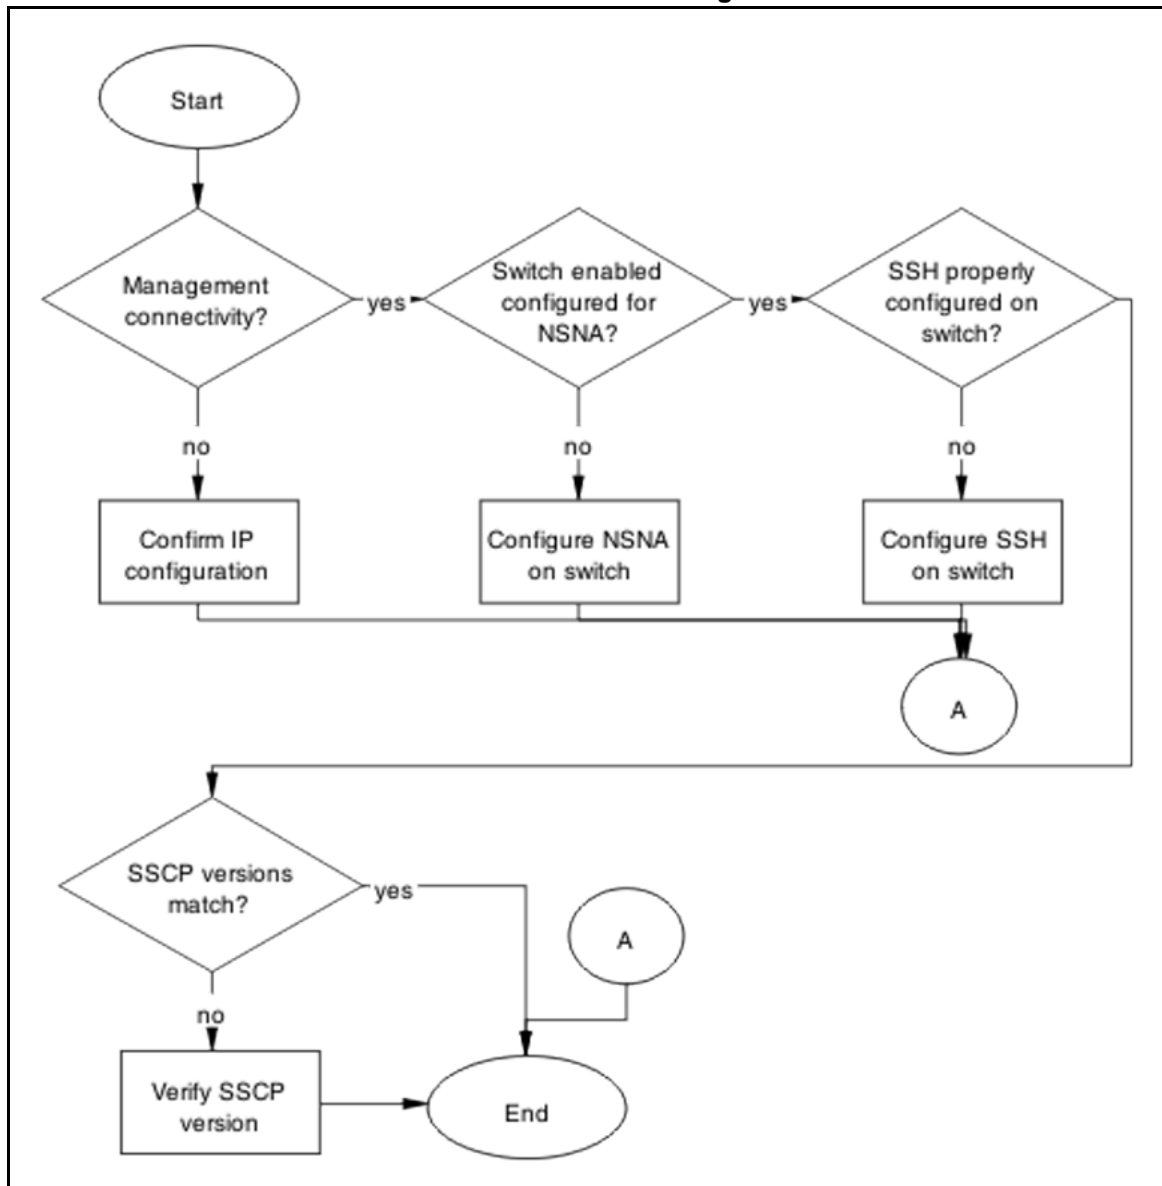 Start
Management
connectivity?
yes
Switch enabled
configured for
NSNA?
yes
SSH properly
configured on
switch?
no
no
no
Confirm IP
configuration
Configure NSNA
on switch
Configure SSH
on switch
A
SSCP versions
match?
yes
A
no
Verify SSCP
version
End